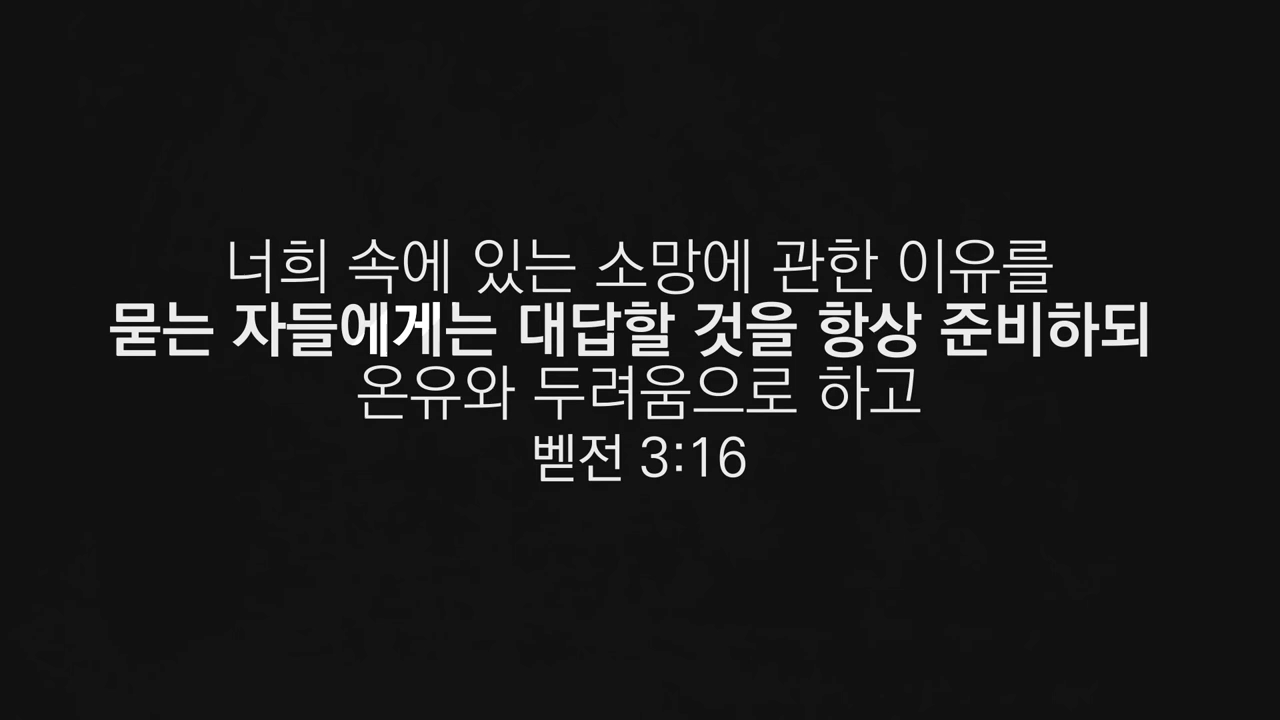 너희 속에 있는 소망에 관한 이유를
묻는 자들에게는 대답할 것을 항상 준비하되
온유와 두려움으로 하고
벧전 3:16